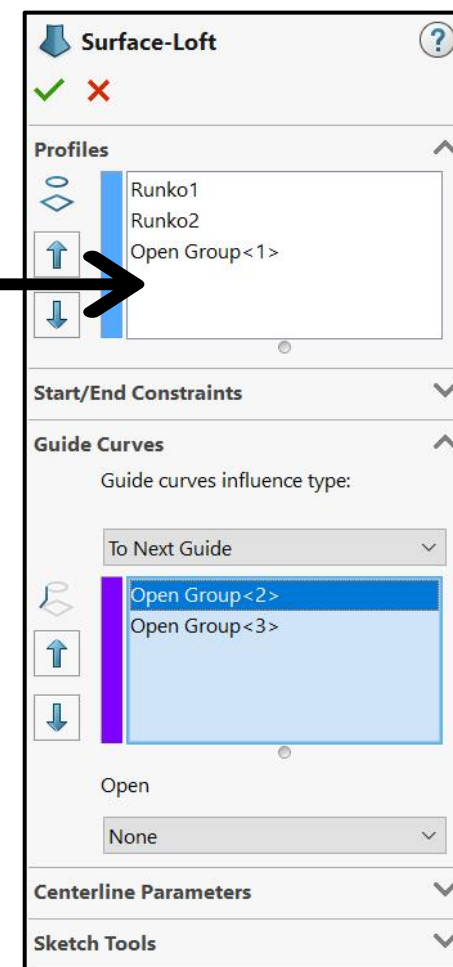 Surface-Loft
?
Profiles
Runko1
Runko2
Open Group<1>
Start/End Constraints
Guide Curves
Guide curves influence type:
To Next Guide
Open Group<2>
Open Group<3>
Open
None
Centerline Parameters
Sketch Tools